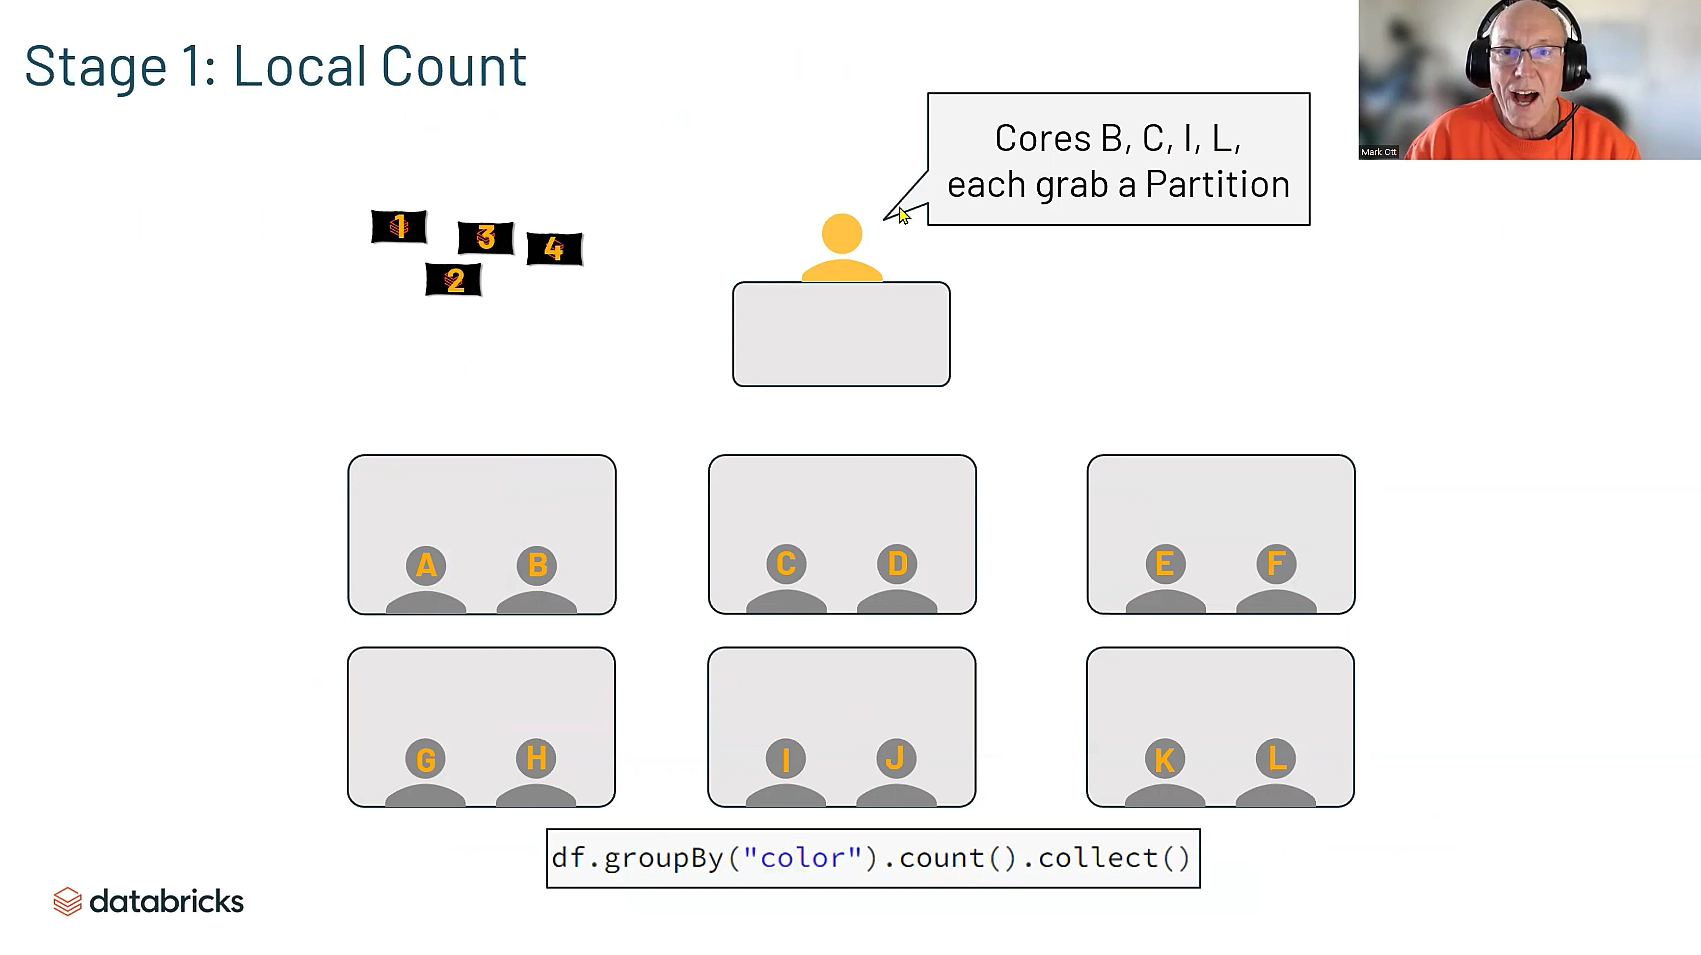 Stage 1: Local Count
Cores B, C, I, L,
each grab a Partition
Mark Ott
1
3
4
2
A B C D E F
G H I J K L
df.groupBy("color").count().collect()
databricks